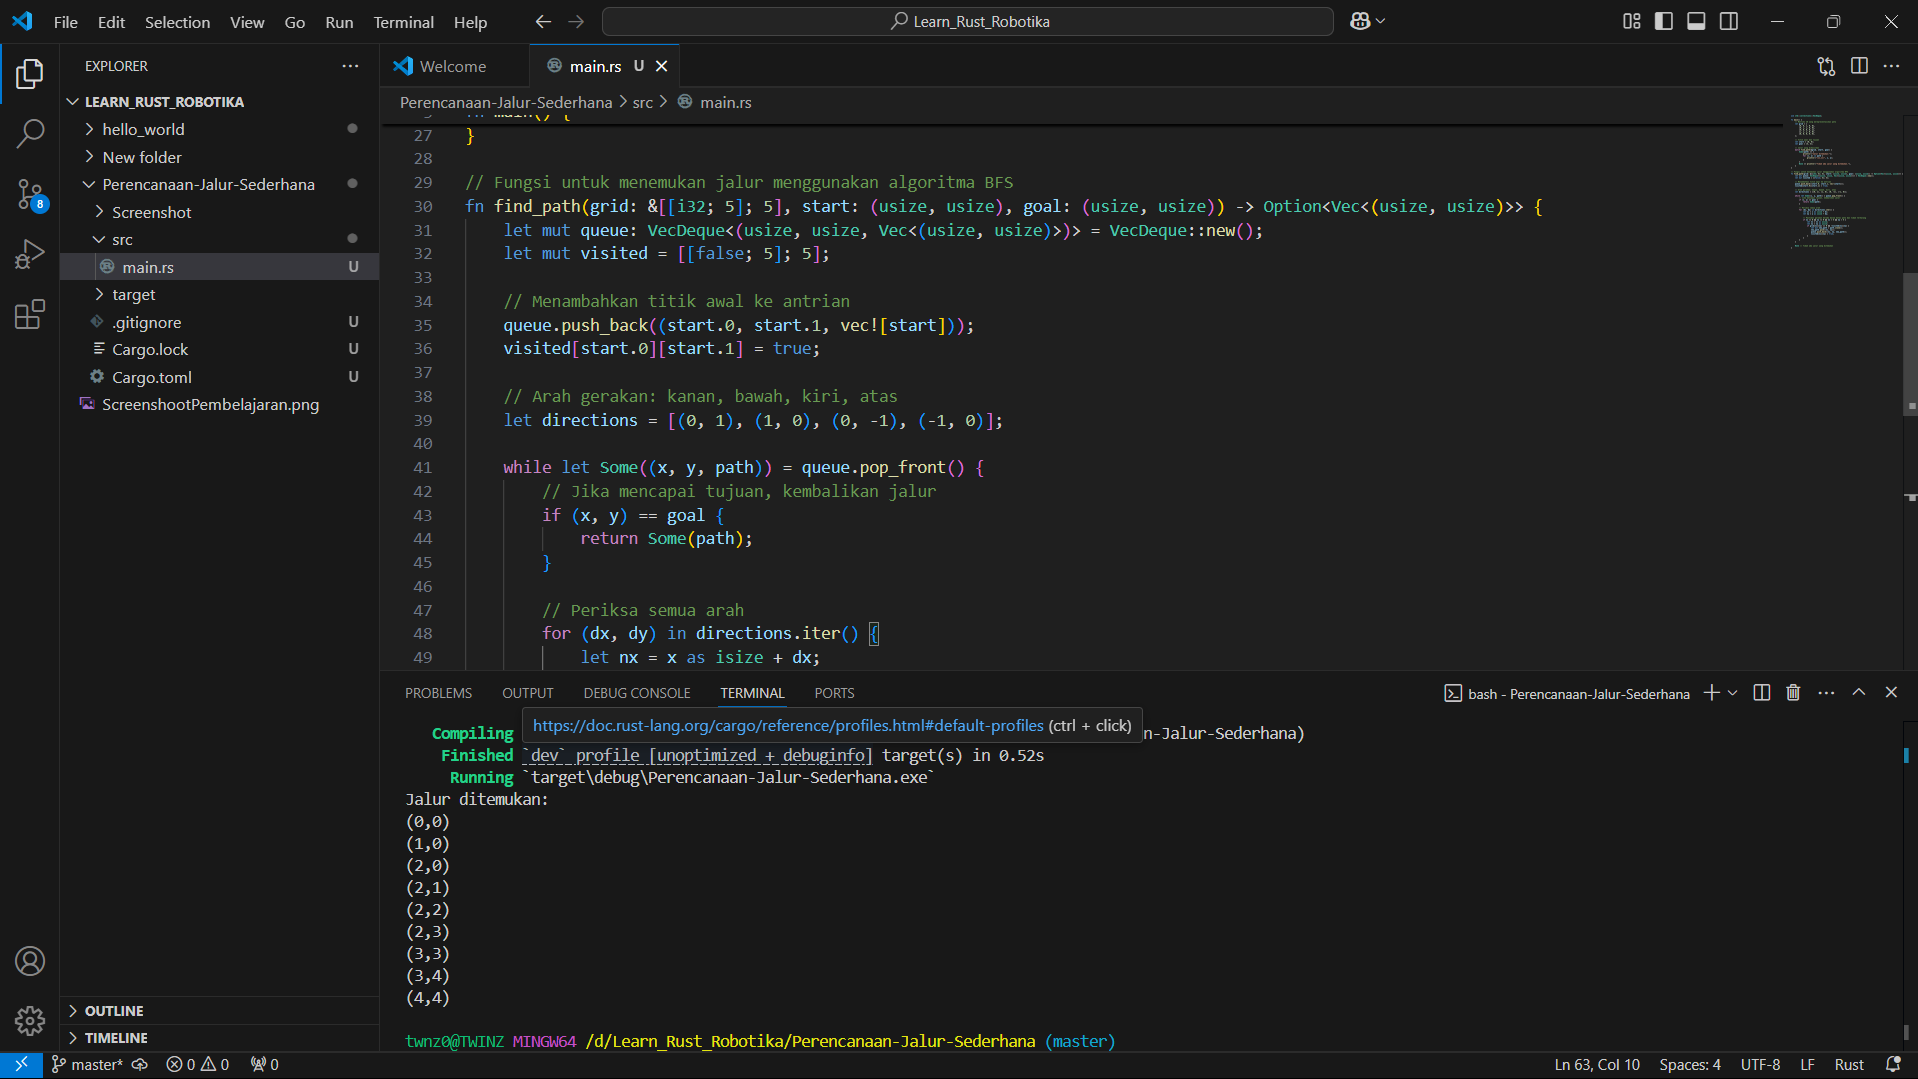 File Edit Selection View Go Run Terminal Help
Learn_Rust_Robotika
EXPLORER
LEARN_RUST_ROBOTIKA
hello_world
New folder
Perencanaan-Jalur-Sederhana
Screenshot
src
main.rs U
target
.gitignore U
Cargo.lock U
Cargo.toml U
ScreenshootPembelajaran.png
OUTLINE
TIMELINE
8
Welcome
main.rs U
Perencanaan-Jalur-Sederhana > src > main.rs
fn main() {
27 }
28
29 // Fungsi untuk menemukan jalur menggunakan algoritma BFS
30 fn find_path(grid: &[[i32; 5]; 5], start: (usize, usize), goal: (usize, usize)) -> Option<Vec<(usize, usize)>> {
31 let mut queue: VecDeque<(usize, usize, Vec<(usize, usize)>)> = VecDeque::new();
32 let mut visited = [[false; 5]; 5];
33
34 // Menambahkan titik awal ke antrian
35 queue.push_back((start.0, start.1, vec![start]));
36 visited[start.0][start.1] = true;
37
38 // Arah gerakan: kanan, bawah, kiri, atas
39 let directions = [(0, 1), (1, 0), (0, -1), (-1, 0)];
40
41 while let Some((x, y, path)) = queue.pop_front() {
42 // Jika mencapai tujuan, kembalikan jalur
43 if (x, y) == goal {
44 return Some(path);
45 }
46
47 // Periksa semua arah
48 for (dx, dy) in directions.iter() {
49 let nx = x as isize + dx;
PROBLEMS OUTPUT DEBUG CONSOLE TERMINAL PORTS
bash - Perencanaan-Jalur-Sederhana
https://doc.rust-lang.org/cargo/reference/profiles.html#default-profiles (ctrl + click)
Compiling n-Jalur-Sederhana)
Finished `dev` profile [unoptimized + debuginfo] target(s) in 0.52s
Running `target\debug\Perencanaan-Jalur-Sederhana.exe`
Jalur ditemukan:
(0,0)
(1,0)
(2,0)
(2,1)
(2,2)
(2,3)
(3,3)
(3,4)
(4,4)
twnz0@TWINZ MINGW64 /d/Learn_Rust_Robotika/Perencanaan-Jalur-Sederhana (master)
master* 0 0 0
Ln 63, Col 10 Spaces: 4 UTF-8 LF Rust